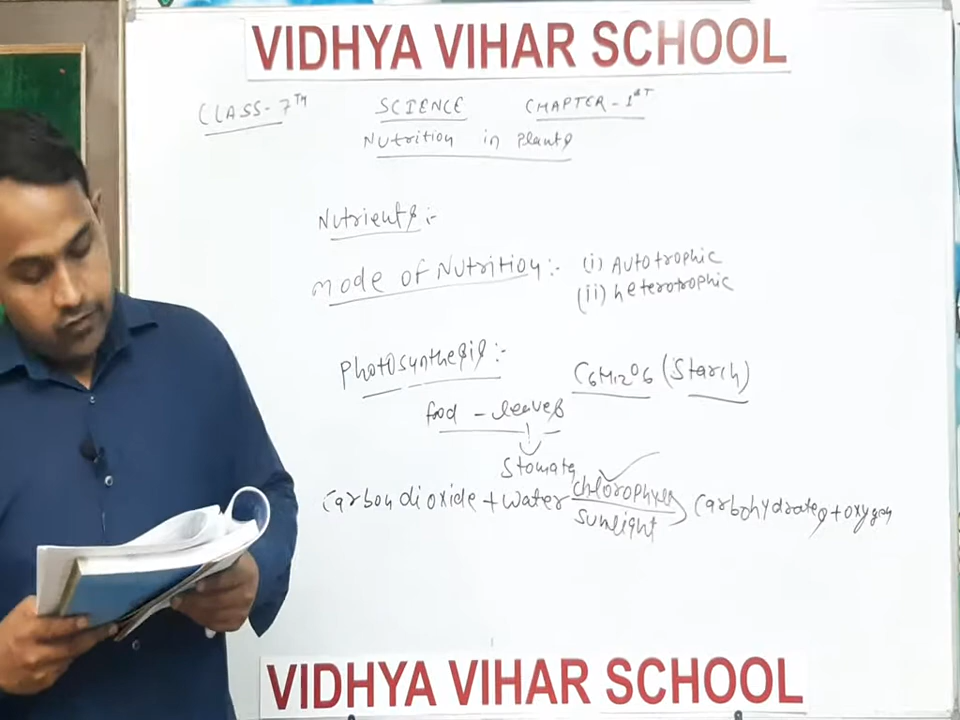 VIDHYA VIHAR SCHOOL
CLASS-7TH SCIENCE CHAPTER-1ST
Nutrition in Plants
Nutrients:-
mode of Nutrition:- (i) Autotrophic
(ii) heterotrophic
Photosynthesis:- C6H12O6 (Starch)
food - leaves
Stomata
Carbon dioxide + water chlorophyll Carbohydrates + oxygen
sunlight
VIDHYA VIHAR SCHOOL